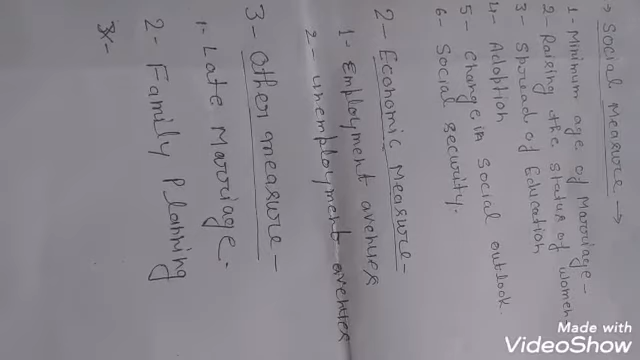 → Social Measure →
1- Minimum age of Marriage-
2- Raising the status of women
3- Spread of Education
4- Adoption
5- Change in Social outlook.
6- Social Security.
2- Economic Measure-
1- Employment avenues
2- unemployment avenues
3- Other measure-
1- Late Marriage.
2- Family Planning
3-
Made with
VideoShow